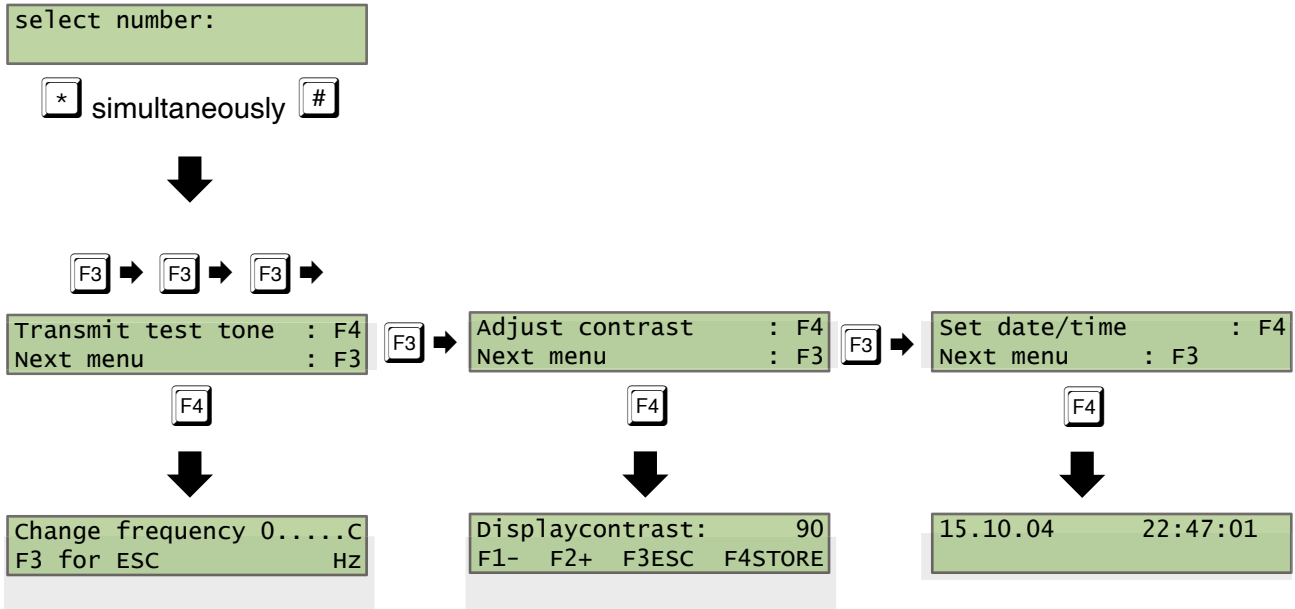 select number:
* simultaneously #
F3 F3 F3
Transmit test tone : F4
Next menu : F3
F3
Adjust contrast : F4
Next menu : F3
F3
Set date/time : F4
Next menu : F3
F4
F4
F4
Change frequency 0.....C
F3 for ESC Hz
Displaycontrast: 90
F1- F2+ F3ESC F4STORE
15.10.04 22:47:01